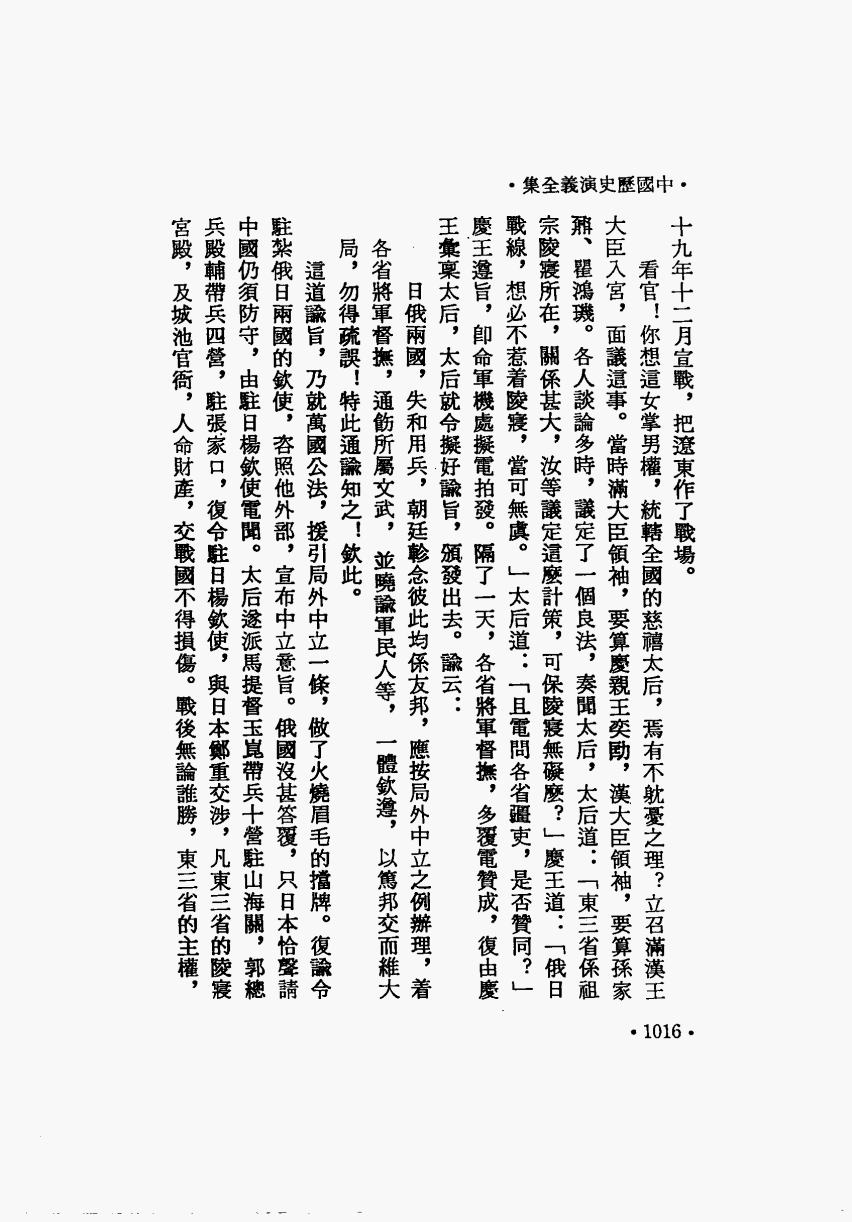 •中國歷史演義全集•
十九年十二月宣戰，把遼東作了戰場。
看官！你想這女掌男權，統轄全國的慈禧太后，焉有不躭憂之理？立召滿漢王
大臣入宮，面議這事。當時滿大臣領袖，要算慶親王奕劻，漢大臣領袖，要算孫家
鼐、瞿鴻璣。各人談論多時，議定了一個良法，奏聞太后，太后道：「東三省係祖
宗陵寢所在，關係甚大，汝等議定這麽計策，可保陵寢無礙麽？」慶王道：「俄日
戰線，想必不惹着陵寢，當可無虞。」太后道：「且電問各省疆吏，是否贊同？」
慶王遵旨，卽命軍機處擬電拍發。隔了一天，各省將軍督撫，多覆電贊成，復由慶
王彙稟太后，太后就令擬好諭旨，頒發出去。諭云：
日俄兩國，失和用兵，朝廷軫念彼此均係友邦，應按局外中立之例辦理，着
各省將軍督撫，通飭所屬文武，並曉諭軍民人等，一體欽遵，以篤邦交而維大
局，勿得疏誤！特此通諭知之！欽此。
這道諭旨，乃就萬國公法，援引局外中立一條，做了火燒眉毛的擋牌。復諭令
駐紮俄日兩國的欽使，咨照他外部，宣布中立意旨。俄國沒甚答覆，只日本恰聲請
中國仍須防守，由駐日楊欽使電聞。太后遂派馬提督玉崑帶兵十營駐山海關，郭總
兵殿輔帶兵四營，駐張家口，復令駐日楊欽使，與日本鄭重交涉，凡東三省的陵寢
宮殿，及城池官衙，人命財產，交戰國不得損傷。戰後無論誰勝，東三省的主權，
•1016•